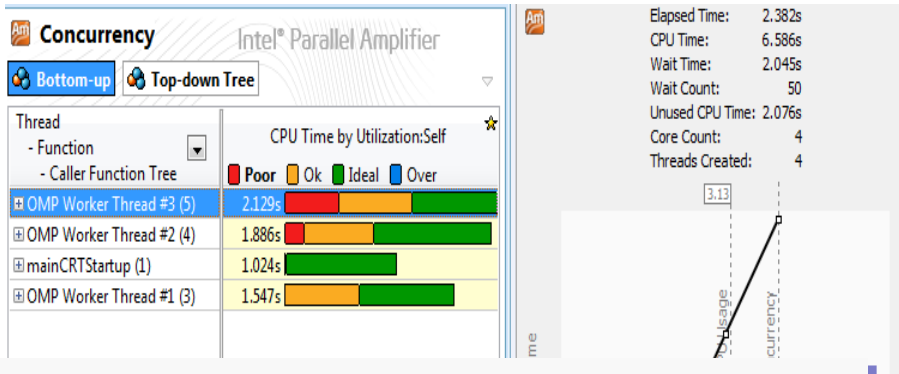 Am Concurrency Intel® Parallel Amplifier
Bottom-up Top-down Tree
Thread
- Function
- Caller Function Tree
CPU Time by Utilization:Self
Poor Ok Ideal Over
OMP Worker Thread #3 (5) 2.129s
OMP Worker Thread #2 (4) 1.886s
mainCRTStartup (1) 1.024s
OMP Worker Thread #1 (3) 1.547s
Am
Elapsed Time: 2.382s
CPU Time: 6.586s
Wait Time: 2.045s
Wait Count: 50
Unused CPU Time: 2.076s
Core Count: 4
Threads Created: 4
3.13
Usage
currency
me